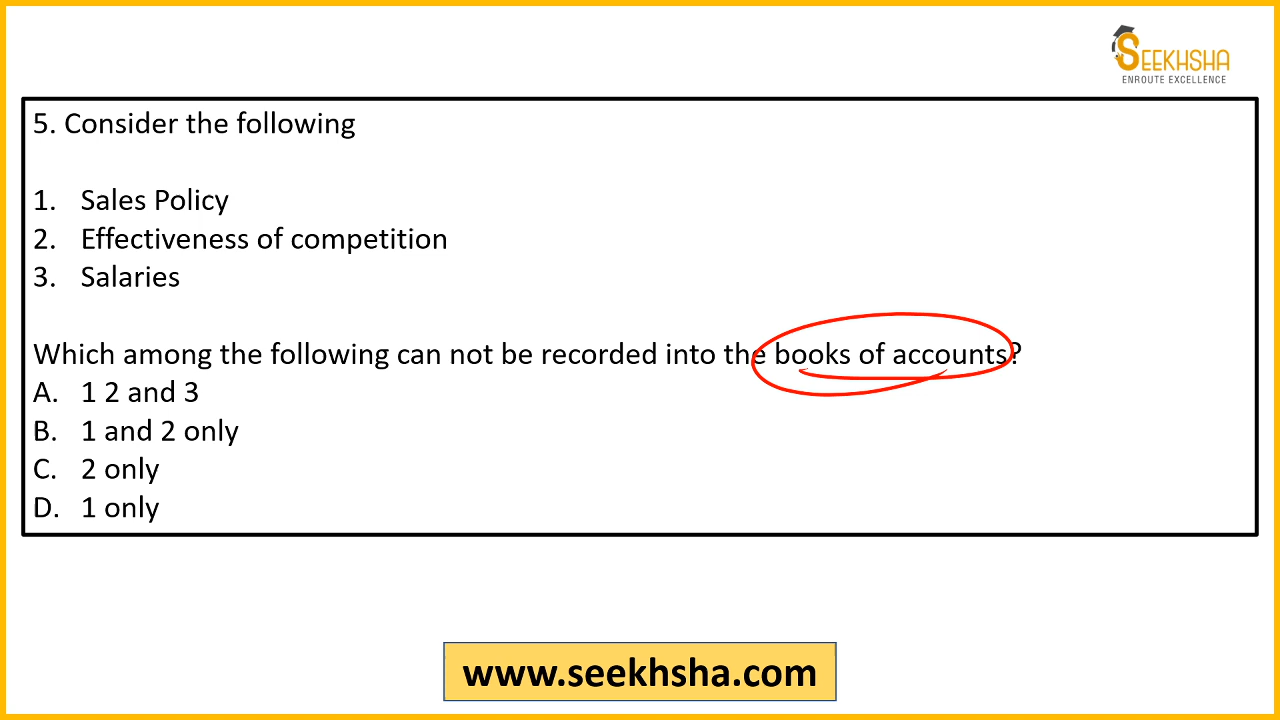 SEEKHSHA
ENROUTE EXCELLENCE
5. Consider the following
1. Sales Policy
2. Effectiveness of competition
3. Salaries
Which among the following can not be recorded into the books of accounts?
A. 1 2 and 3
B. 1 and 2 only
C. 2 only
D. 1 only
www.seekhsha.com